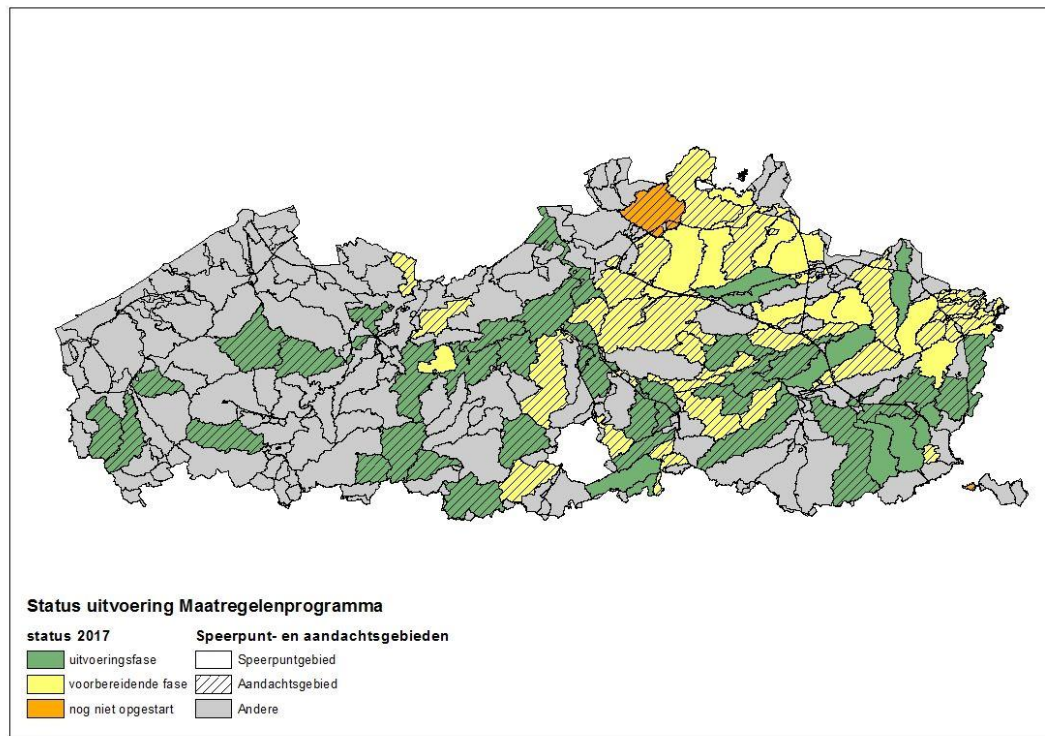 Status uitvoering Maatregelenprogramma
status 2017
uitvoeringsfase
voorbereidende fase
nog niet opgestart
Speerpunt- en aandachtsgebieden
Speerpuntgebied
Aandachtsgebied
Andere